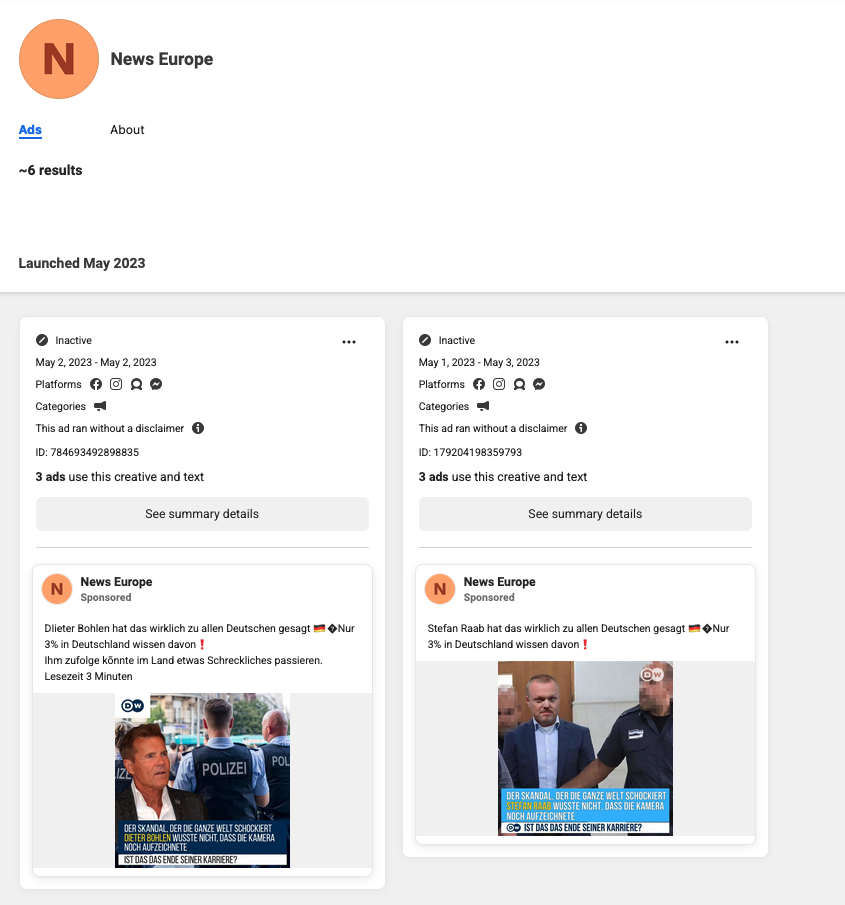 N
News Europe
Ads
About
~6 results
Launched May 2023
Inactive
May 2, 2023 - May 2, 2023
Platforms
Categories
This ad ran without a disclaimer
ID: 784693492898835
3 ads use this creative and text
See summary details
N
News Europe
Sponsored
Dlieter Bohlen hat das wirklich zu allen Deutschen gesagt 🇩🇪�Nur
3% in Deutschland wissen davon❗
Ihm zufolge kõnnte im Land etwas Schreckliches passieren.
Lesezeit 3 Minuten
DW
POLIZEI
DER SKANDAL, DER DIE GANZE WELT SCHOCKIERT
DIETER BOHLEN WUSSTE NICHT, DASS DIE KAMERA
NOCH AUFZEICHNETE
IST DAS DAS ENDE SEINER KARRIERE?
Inactive
May 1, 2023 - May 3, 2023
Platforms
Categories
This ad ran without a disclaimer
ID: 179204198359793
3 ads use this creative and text
See summary details
N
News Europe
Sponsored
Stefan Raab hat das wirklich zu allen Deutschen gesagt 🇩🇪�Nur
3% in Deutschland wissen davon❗
DW
DER SKANDAL, DER DIE GANZE WELT SCHOCKIERT
STEFAN RAAB WUSSTE NICHT, DASS DIE KAMERA
NOCH AUFZEICHNETE
DW IST DAS DAS ENDE SEINER KARRIERE?